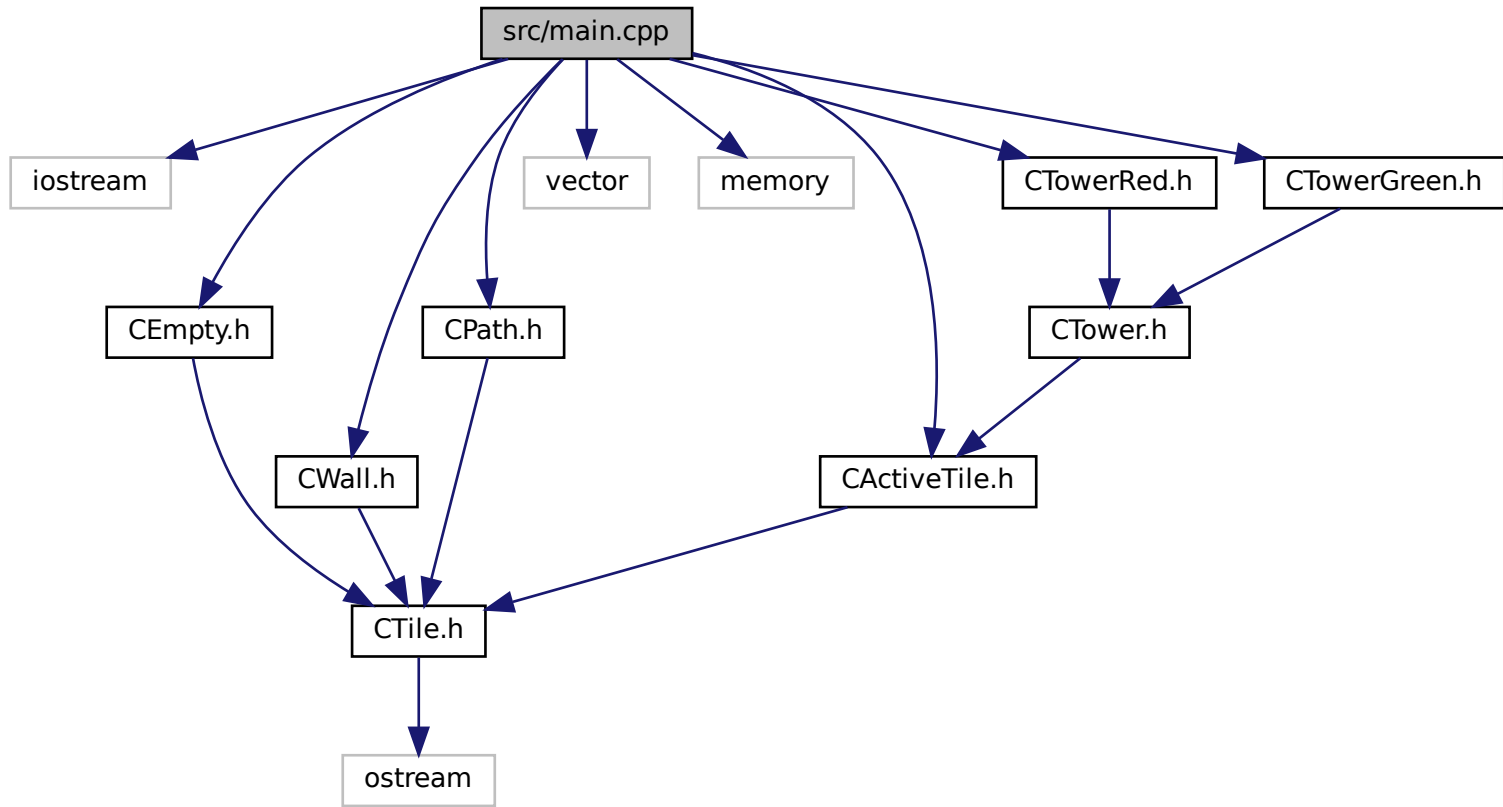 src/main.cpp
iostream
vector
memory
CTowerRed.h
CTowerGreen.h
CEmpty.h
CPath.h
CTower.h
CWall.h
CActiveTile.h
CTile.h
ostream